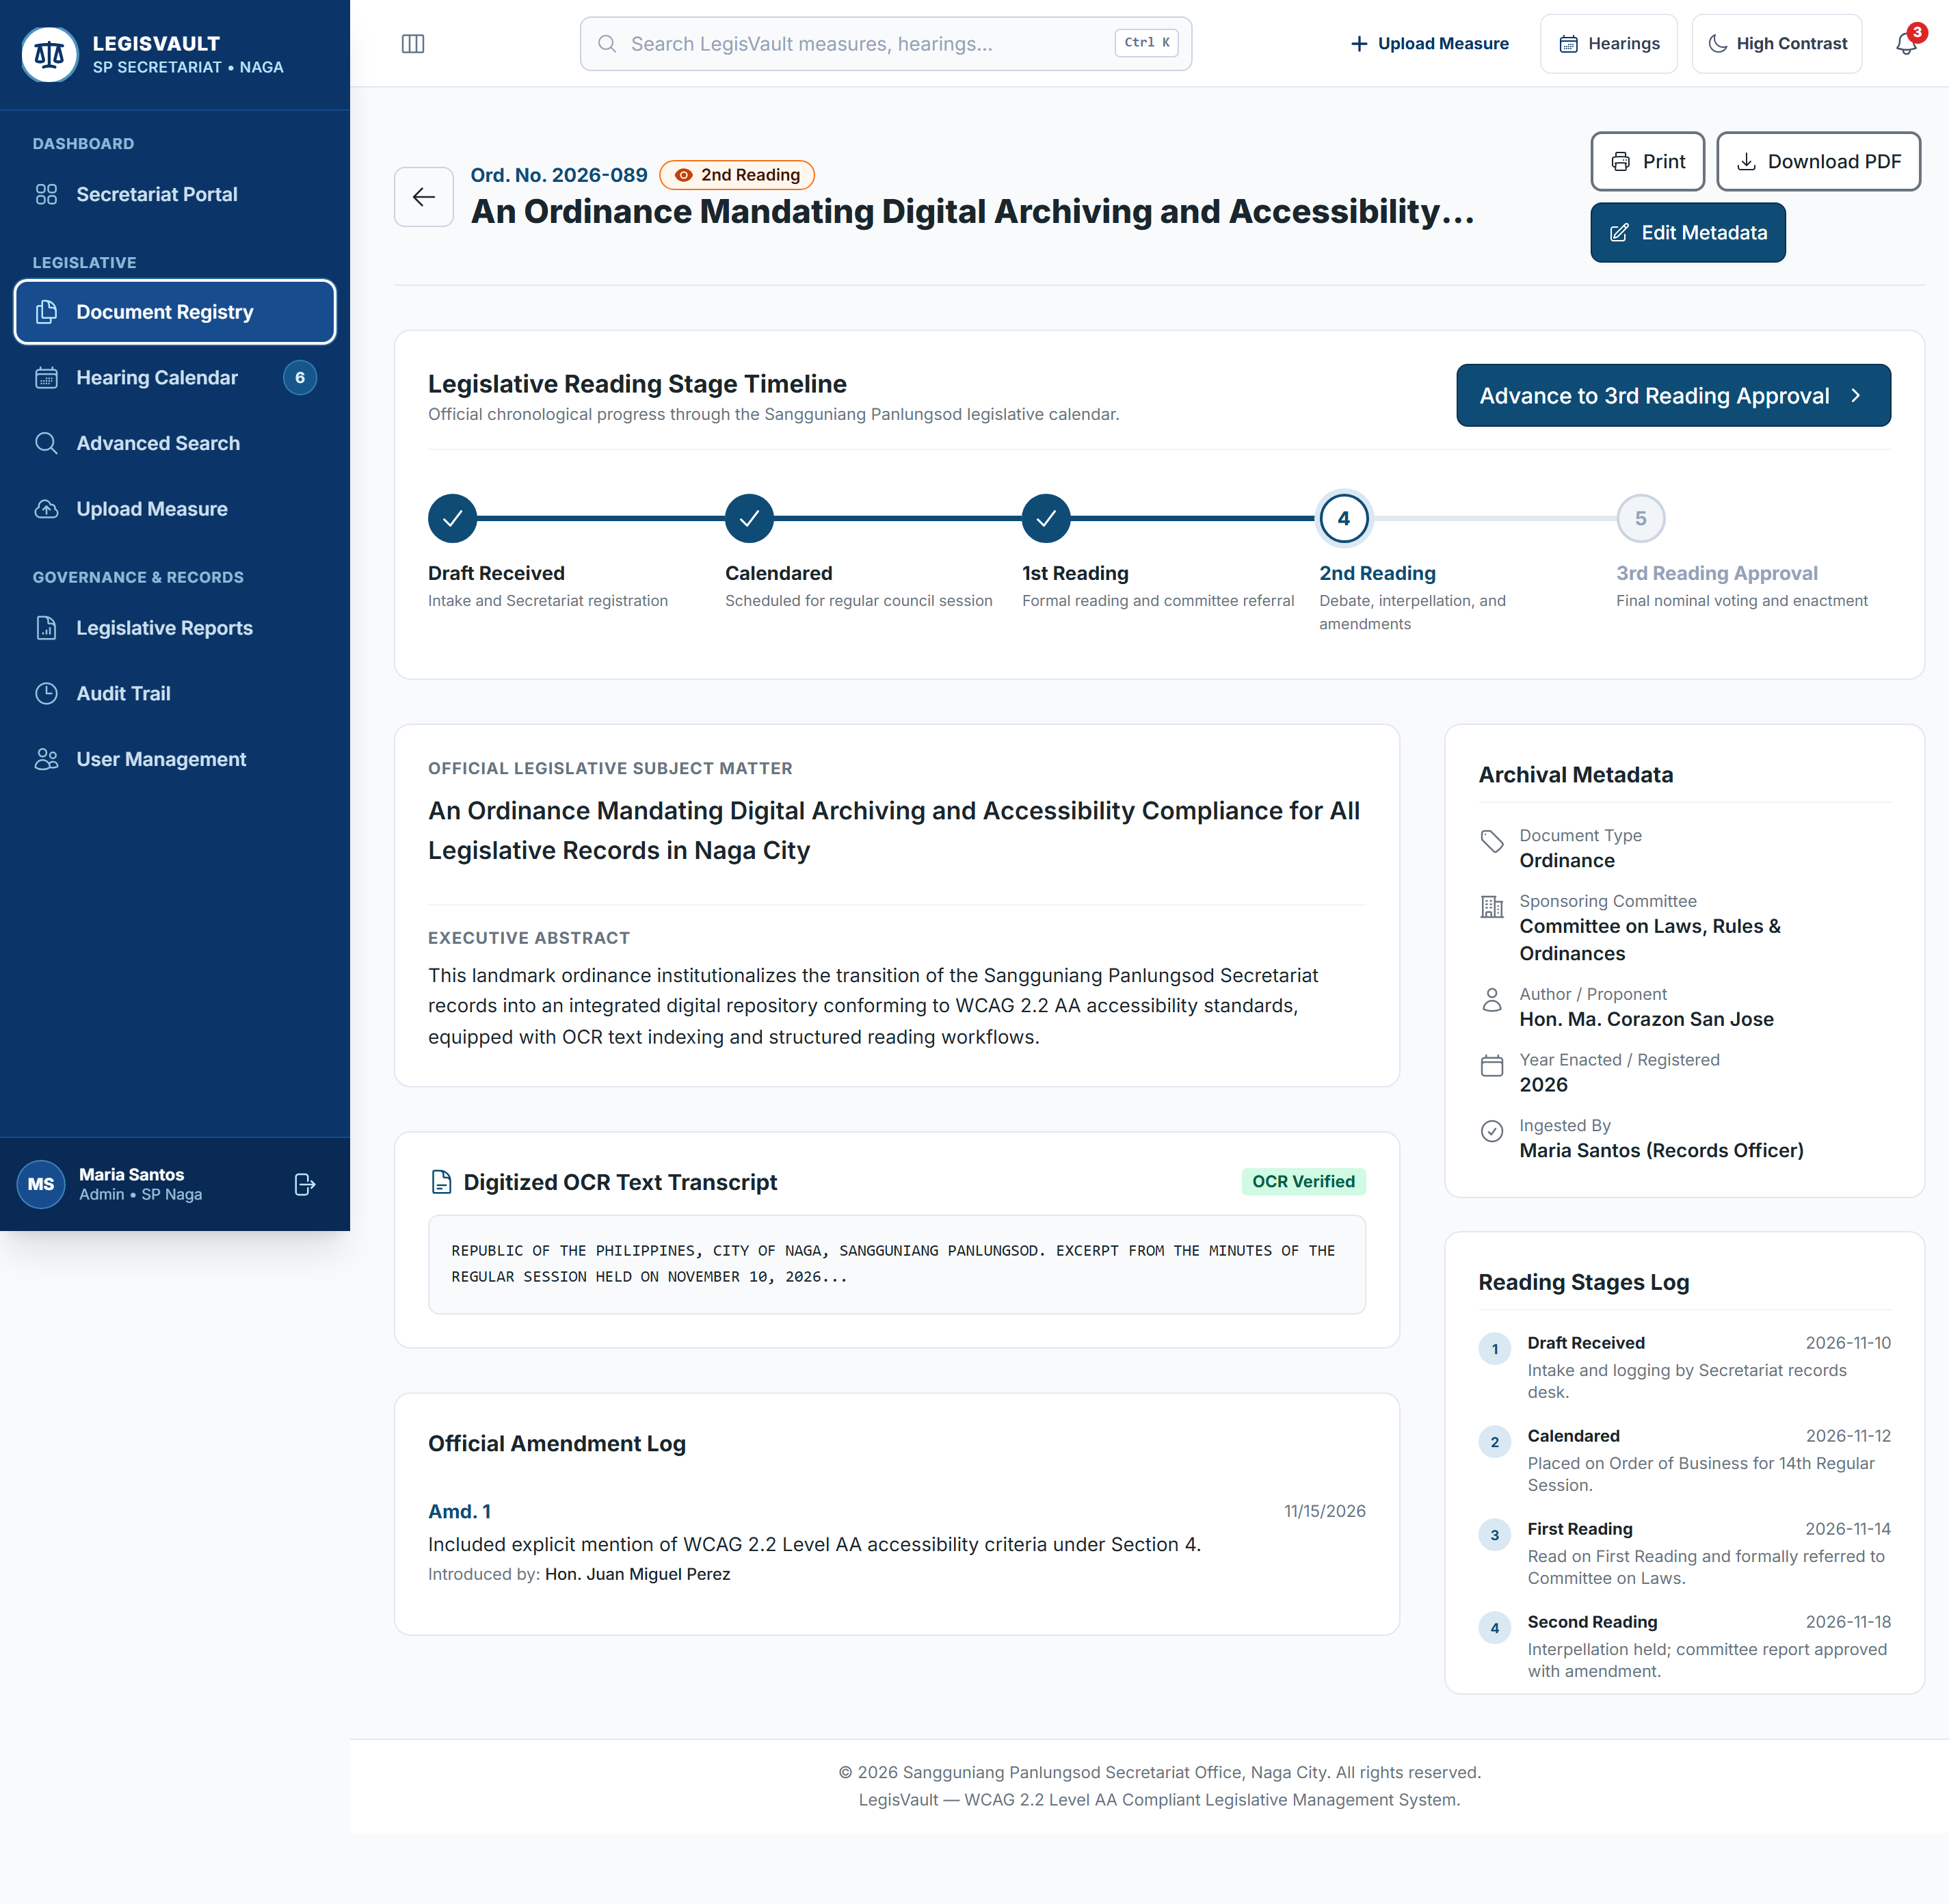 LEGISVAULT
SP SECRETARIAT • NAGA
DASHBOARD
Secretariat Portal
LEGISLATIVE
Document Registry
Hearing Calendar
6
Advanced Search
Upload Measure
GOVERNANCE & RECORDS
Legislative Reports
Audit Trail
User Management
MS
Maria Santos
Admin • SP Naga
Search LegisVault measures, hearings...
Ctrl K
Upload Measure
Hearings
High Contrast
3
Ord. No. 2026-089
2nd Reading
An Ordinance Mandating Digital Archiving and Accessibility...
Print
Download PDF
Edit Metadata
Legislative Reading Stage Timeline
Official chronological progress through the Sangguniang Panlungsod legislative calendar.
Advance to 3rd Reading Approval
Draft Received
Intake and Secretariat registration
Calendared
Scheduled for regular council session
1st Reading
Formal reading and committee referral
4
2nd Reading
Debate, interpellation, and
amendments
5
3rd Reading Approval
Final nominal voting and enactment
OFFICIAL LEGISLATIVE SUBJECT MATTER
An Ordinance Mandating Digital Archiving and Accessibility Compliance for All
Legislative Records in Naga City
EXECUTIVE ABSTRACT
This landmark ordinance institutionalizes the transition of the Sangguniang Panlungsod Secretariat
records into an integrated digital repository conforming to WCAG 2.2 AA accessibility standards,
equipped with OCR text indexing and structured reading workflows.
Digitized OCR Text Transcript
OCR Verified
REPUBLIC OF THE PHILIPPINES, CITY OF NAGA, SANGGUNIANG PANLUNGSOD. EXCERPT FROM THE MINUTES OF THE
REGULAR SESSION HELD ON NOVEMBER 10, 2026...
Official Amendment Log
Amd. 1
11/15/2026
Included explicit mention of WCAG 2.2 Level AA accessibility criteria under Section 4.
Introduced by: Hon. Juan Miguel Perez
Archival Metadata
Document Type
Ordinance
Sponsoring Committee
Committee on Laws, Rules &
Ordinances
Author / Proponent
Hon. Ma. Corazon San Jose
Year Enacted / Registered
2026
Ingested By
Maria Santos (Records Officer)
Reading Stages Log
1
Draft Received
2026-11-10
Intake and logging by Secretariat records
desk.
2
Calendared
2026-11-12
Placed on Order of Business for 14th Regular
Session.
3
First Reading
2026-11-14
Read on First Reading and formally referred to
Committee on Laws.
4
Second Reading
2026-11-18
Interpellation held; committee report approved
with amendment.
© 2026 Sangguniang Panlungsod Secretariat Office, Naga City. All rights reserved.
LegisVault — WCAG 2.2 Level AA Compliant Legislative Management System.